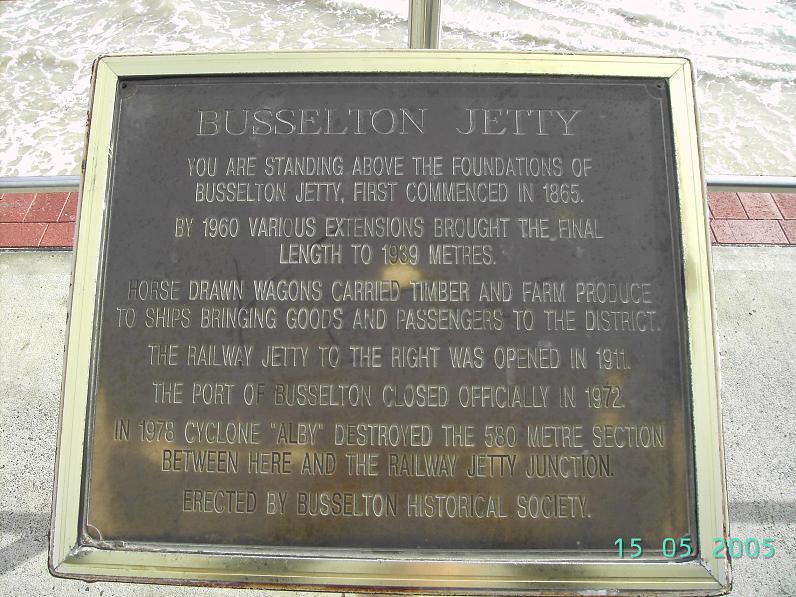 BUSSELTON JETTY
YOU ARE STANDING ABOVE THE FOUNDATIONS OF
BUSSELTON JETTY, FIRST COMMENCED IN 1865.
BY 1960 VARIOUS EXTENSIONS BROUGHT THE FINAL
LENGTH TO 1939 METRES.
HORSE DRAWN WAGONS CARRIED TIMBER AND FARM PRODUCE
TO SHIPS BRINGING GOODS AND PASSENGERS TO THE DISTRICT.
THE RAILWAY JETTY TO THE RIGHT WAS OPENED IN 1911.
THE PORT OF BUSSELTON CLOSED OFFICIALLY IN 1972.
IN 1978 CYCLONE "ALBY" DESTROYED THE 580 METRE SECTION
BETWEEN HERE AND THE RAILWAY JETTY JUNCTION.
ERECTED BY BUSSELTON HISTORICAL SOCIETY.
15 05 2005